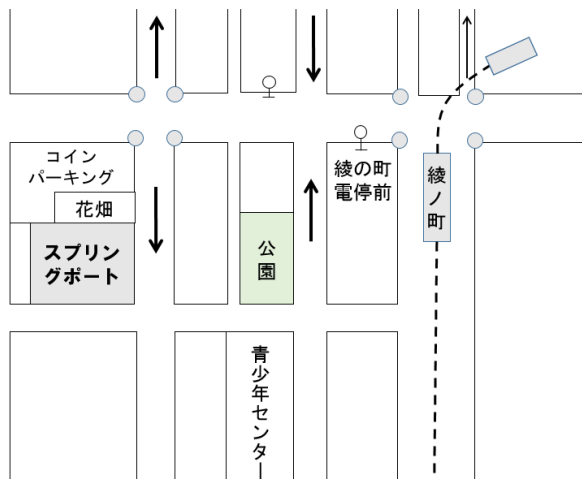 コイン
パーキング
花畑
スプリン
グポート
公園
綾の町
電停前
綾ノ町
青少年センター